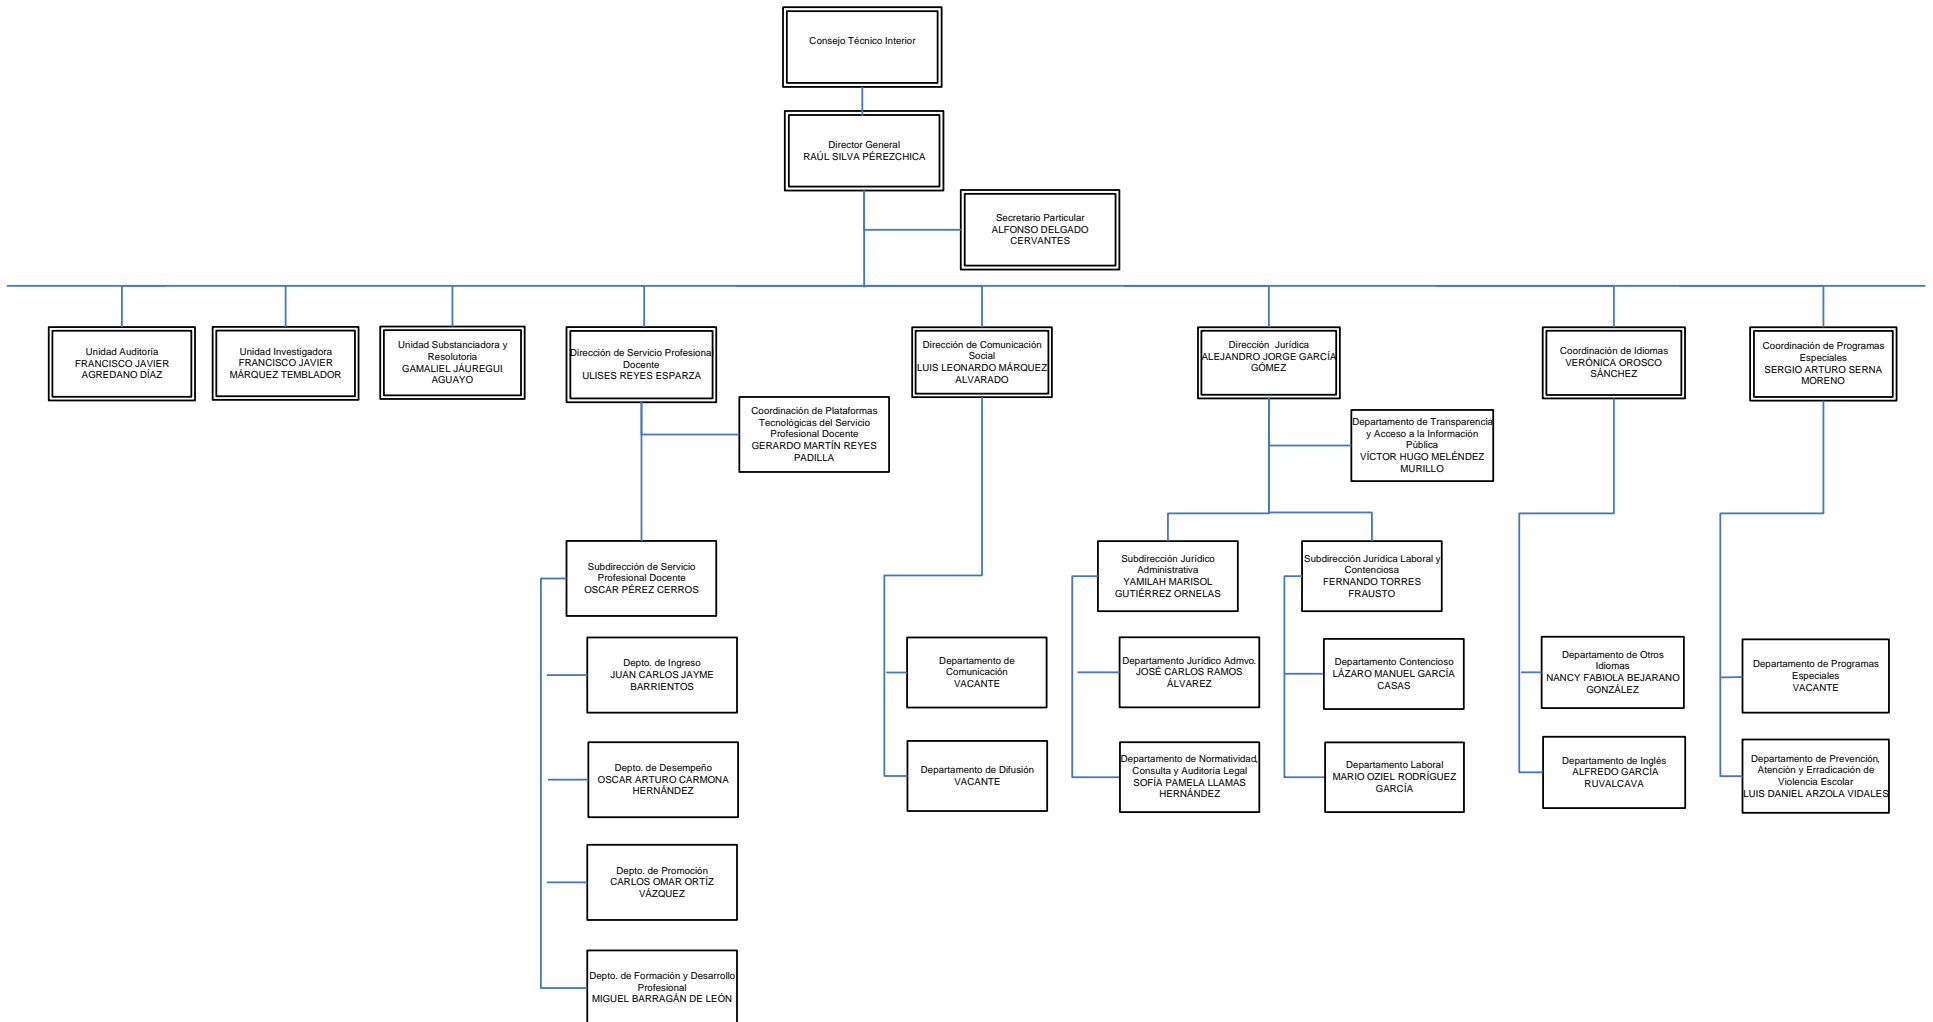 Consejo Técnico Interior
Director General
RAÚL SILVA PÉREZCHICA
Secretario Particular
ALFONSO DELGADO
CERVANTES
Unidad Auditoría
FRANCISCO JAVIER
AGREDANO DÍAZ
Unidad Investigadora
FRANCISCO JAVIER
MÁRQUEZ TEMBLADOR
Unidad Substanciadora y
Resolutoria
GAMALIEL JÁUREGUI
AGUAYO
Dirección de Servicio Profesional
Docente
ULISES REYES ESPARZA
Dirección de Comunicación
Social
LUIS LEONARDO MÁRQUEZ
ALVARADO
Dirección Jurídica
ALEJANDRO JORGE GARCÍA
GÓMEZ
Coordinación de Idiomas
VERÓNICA OROSCO
SÁNCHEZ
Coordinación de Programas
Especiales
SERGIO ARTURO SERNA
MORENO
Coordinación de Plataformas
Tecnológicas del Servicio
Profesional Docente
GERARDO MARTÍN REYES
PADILLA
Departamento de Transparencia
y Acceso a la Información
Pública
VÍCTOR HUGO MELÉNDEZ
MURILLO
Subdirección de Servicio
Profesional Docente
OSCAR PÉREZ CERROS
Subdirección Jurídico
Administrativa
YAMILAH MARISOL
GUTIÉRREZ ORNELAS
Subdirección Jurídica Laboral y
Contenciosa
FERNANDO TORRES
FRAUSTO
Depto. de Ingreso
JUAN CARLOS JAYME
BARRIENTOS
Departamento de
Comunicación
VACANTE
Departamento Jurídico Admvo.
JOSÉ CARLOS RAMOS
ÁLVAREZ
Departamento Contencioso
LÁZARO MANUEL GARCÍA
CASAS
Departamento de Otros
Idiomas
NANCY FABIOLA BEJARANO
GONZÁLEZ
Departamento de Programas
Especiales
VACANTE
Depto. de Desempeño
OSCAR ARTURO CARMONA
HERNÁNDEZ
Departamento de Difusión
VACANTE
Departamento de Normatividad,
Consulta y Auditoría Legal
SOFÍA PAMELA LLAMAS
HERNÁNDEZ
Departamento Laboral
MARIO OZIEL RODRÍGUEZ
GARCÍA
Departamento de Inglés
ALFREDO GARCÍA
RUVALCAVA
Departamento de Prevención,
Atención y Erradicación de
Violencia Escolar
LUIS DANIEL ARZOLA VIDALES
Depto. de Promoción
CARLOS OMAR ORTÍZ
VÁZQUEZ
Depto. de Formación y Desarrollo
Profesional
MIGUEL BARRAGÁN DE LEÓN